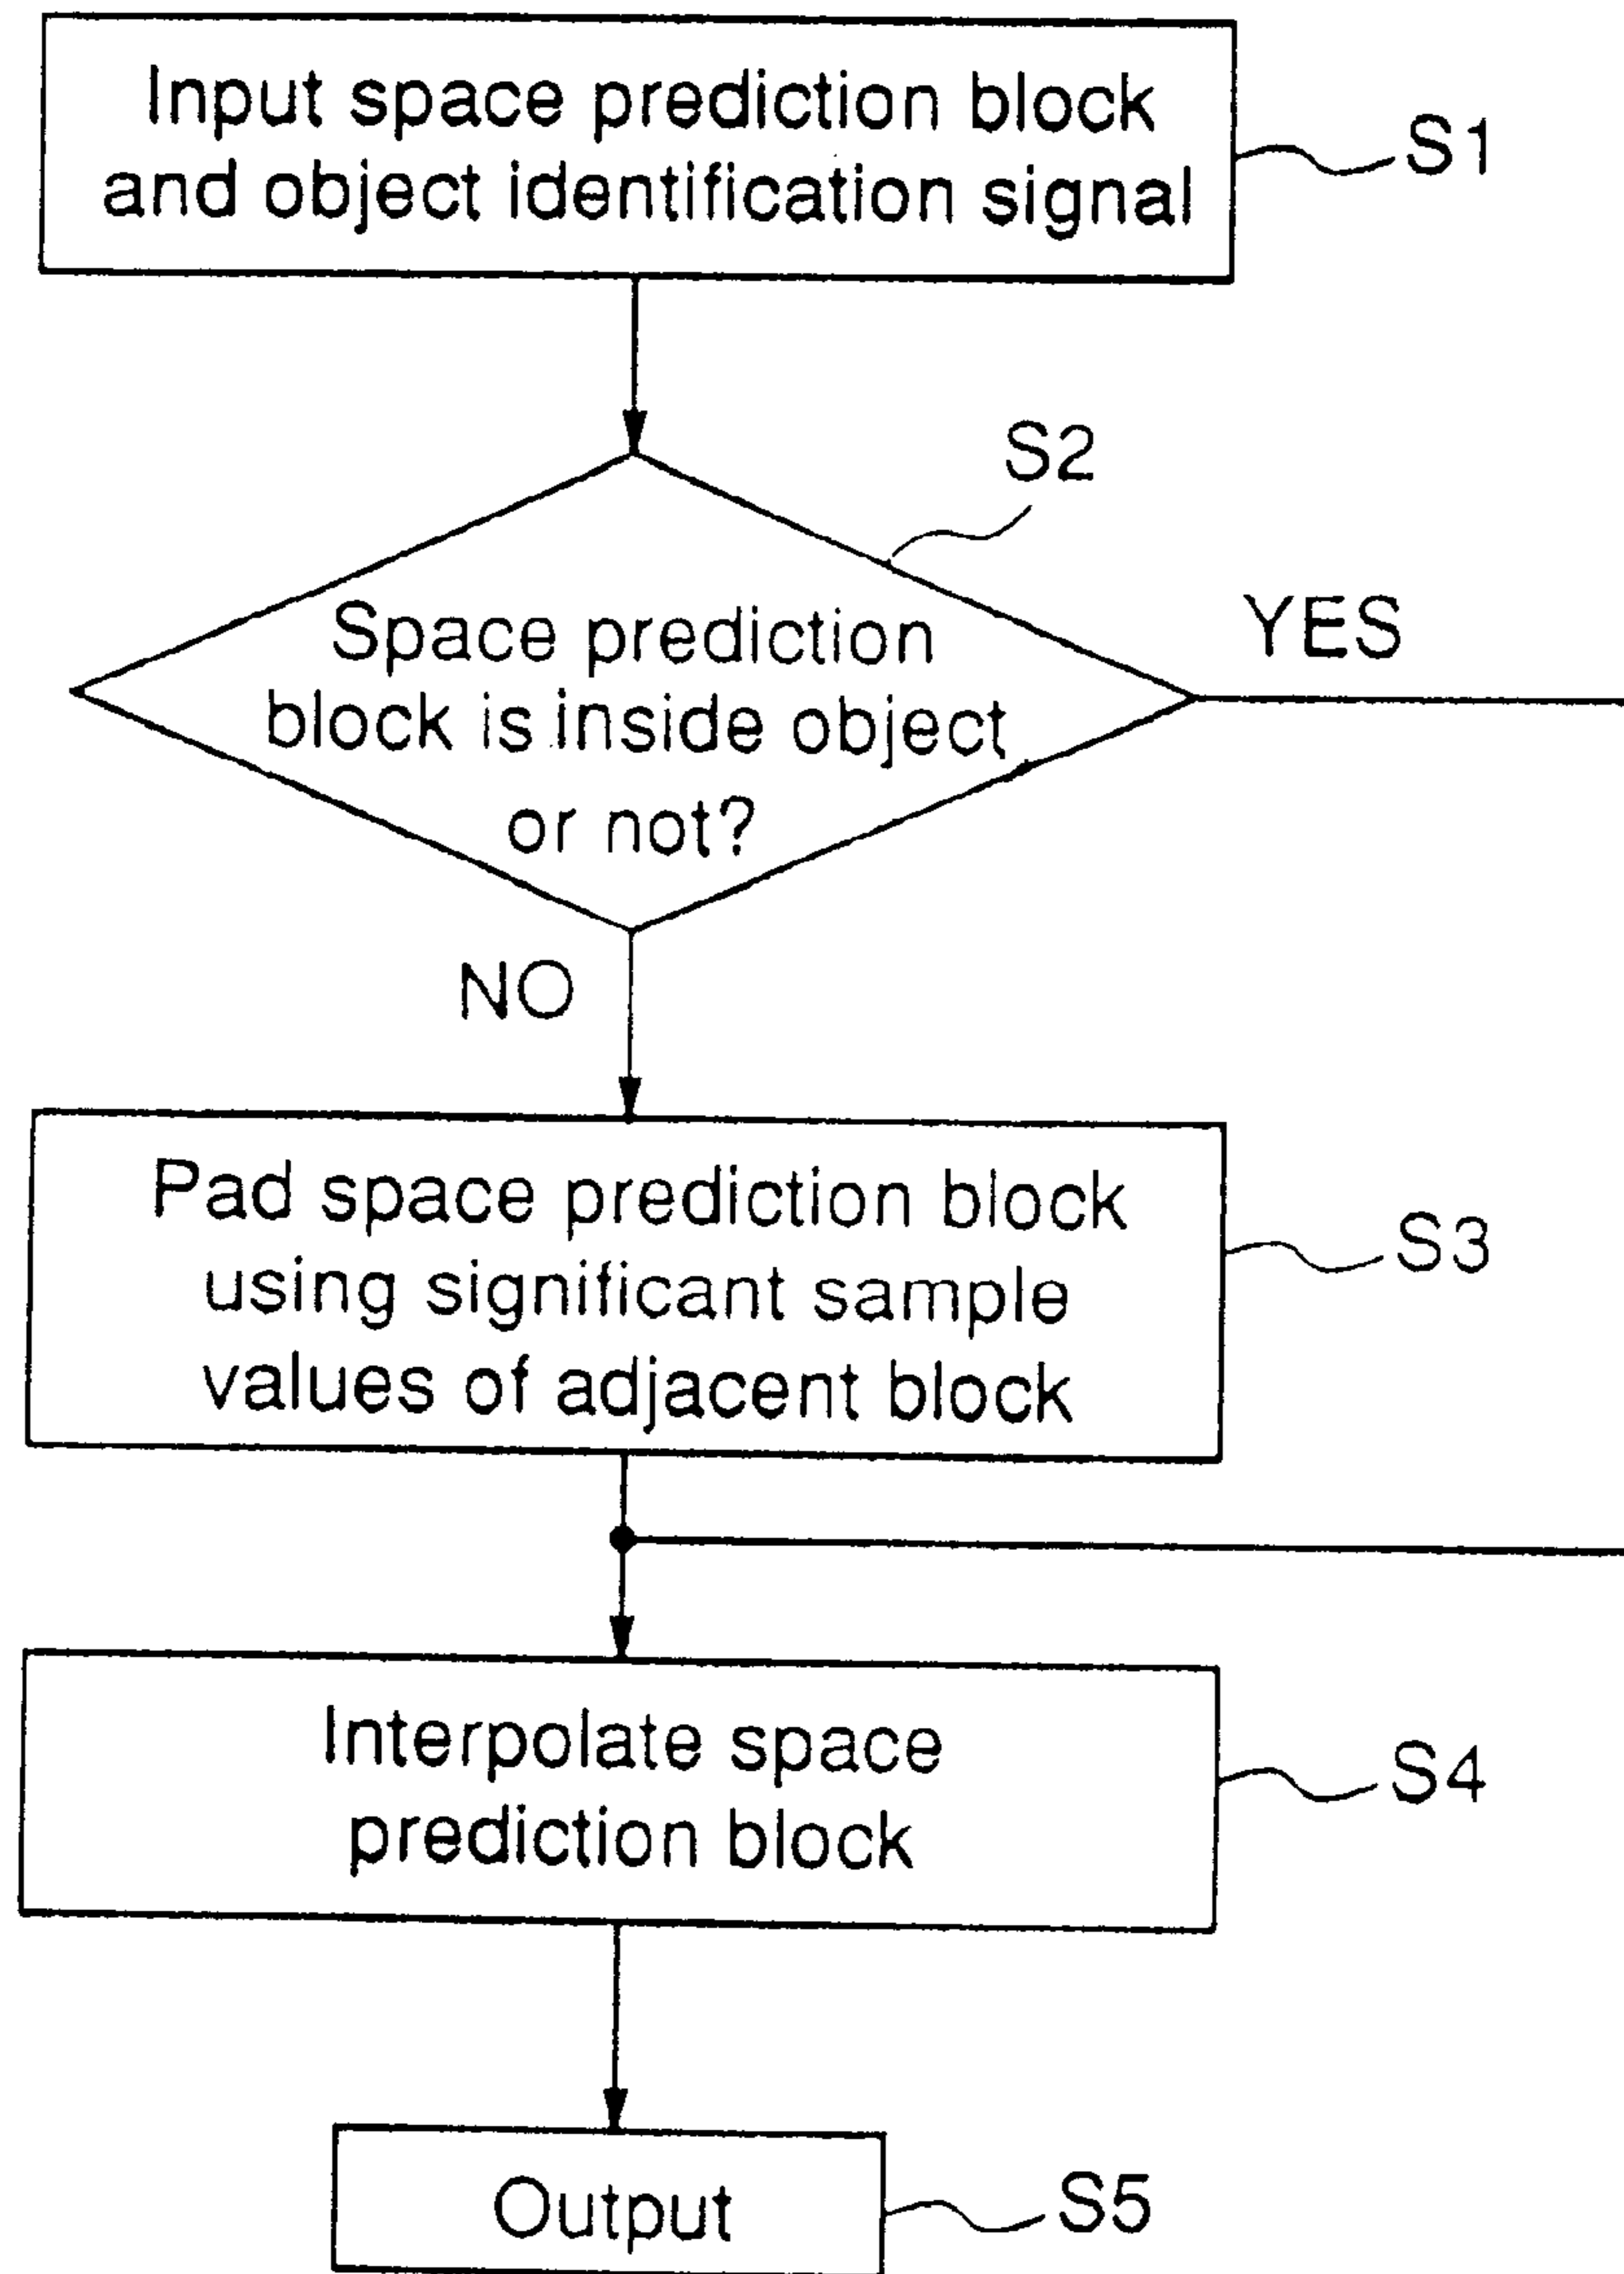 Input space prediction block
and object identification signal
S1
S2
Space prediction
block is inside object
or not?
YES
NO
Pad space prediction block
using significant sample
values of adjacent block
S3
Interpolate space
prediction block
S4
Output
S5